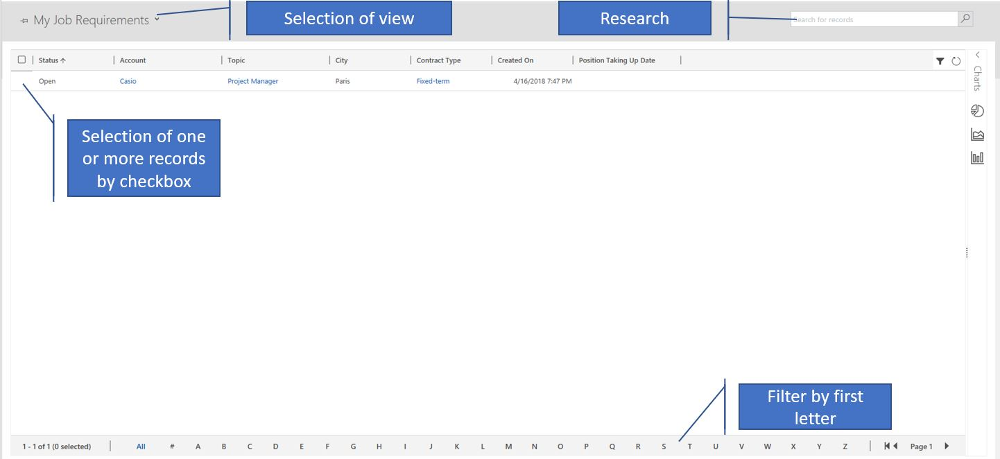 My Job Requirements
Selection of view
Research
Search for records
Status
Account
Topic
City
Contract Type
Created On
Position Taking Up Date
Charts
Open
Casio
Project Manager
Paris
Fixed-term
4/16/2018 7:47 PM
Selection of one
or more records
by checkbox
Filter by first
letter
1 - 1 of 1 (0 selected)
All # A B C D E F G H I J K L M N O P Q R S T U V W X Y Z
Page 1